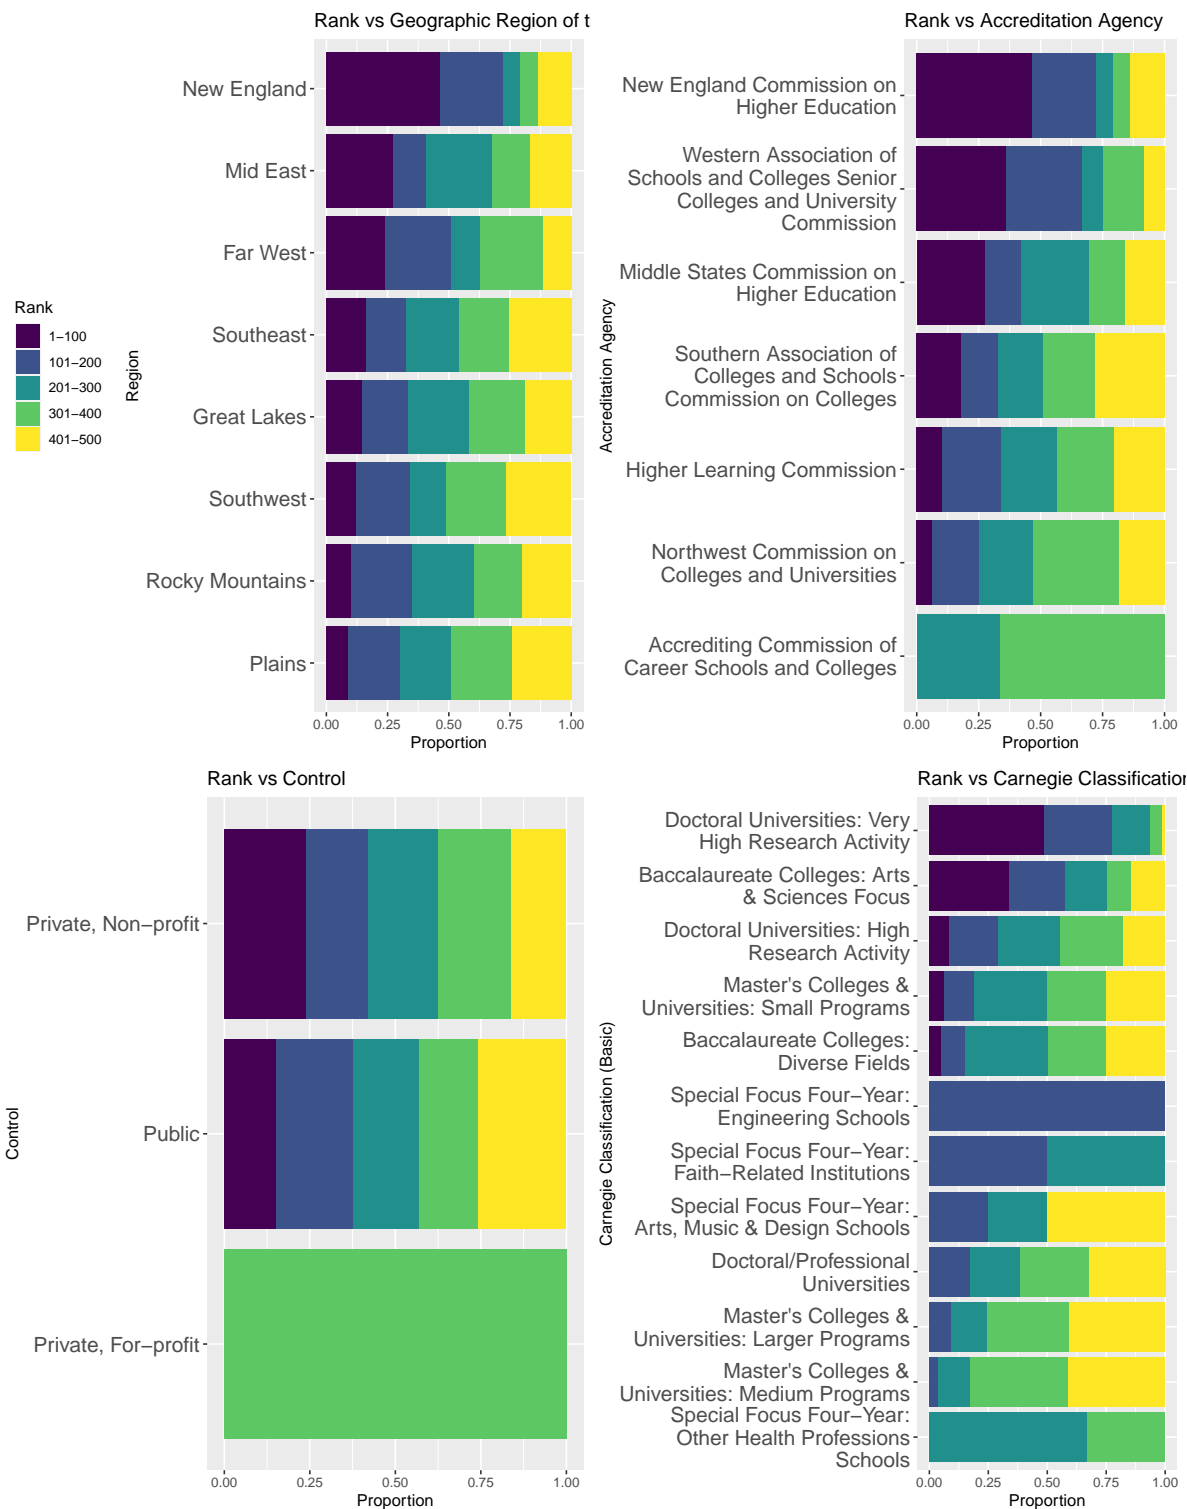 Rank vs Geographic Region of t
New England
Mid East
Far West
Southeast
Great Lakes
Southwest
Rocky Mountains
Plains
Region
0.00 0.25 0.50 0.75 1.00
Proportion
Rank
1−100
101−200
201−300
301−400
401−500
Rank vs Accreditation Agency
New England Commission on
Higher Education
Western Association of
Schools and Colleges Senior
Colleges and University
Commission
Middle States Commission on
Higher Education
Southern Association of
Colleges and Schools
Commission on Colleges
Higher Learning Commission
Northwest Commission on
Colleges and Universities
Accrediting Commission of
Career Schools and Colleges
Accreditation Agency
0.00 0.25 0.50 0.75 1.00
Proportion
Rank vs Control
Private, Non−profit
Public
Private, For−profit
Control
0.00 0.25 0.50 0.75 1.00
Proportion
Rank vs Carnegie Classification
Doctoral Universities: Very
High Research Activity
Baccalaureate Colleges: Arts
& Sciences Focus
Doctoral Universities: High
Research Activity
Master's Colleges &
Universities: Small Programs
Baccalaureate Colleges:
Diverse Fields
Special Focus Four−Year:
Engineering Schools
Special Focus Four−Year:
Faith−Related Institutions
Special Focus Four−Year:
Arts, Music & Design Schools
Doctoral/Professional
Universities
Master's Colleges &
Universities: Larger Programs
Master's Colleges &
Universities: Medium Programs
Special Focus Four−Year:
Other Health Professions
Schools
Carnegie Classification (Basic)
0.00 0.25 0.50 0.75 1.00
Proportion